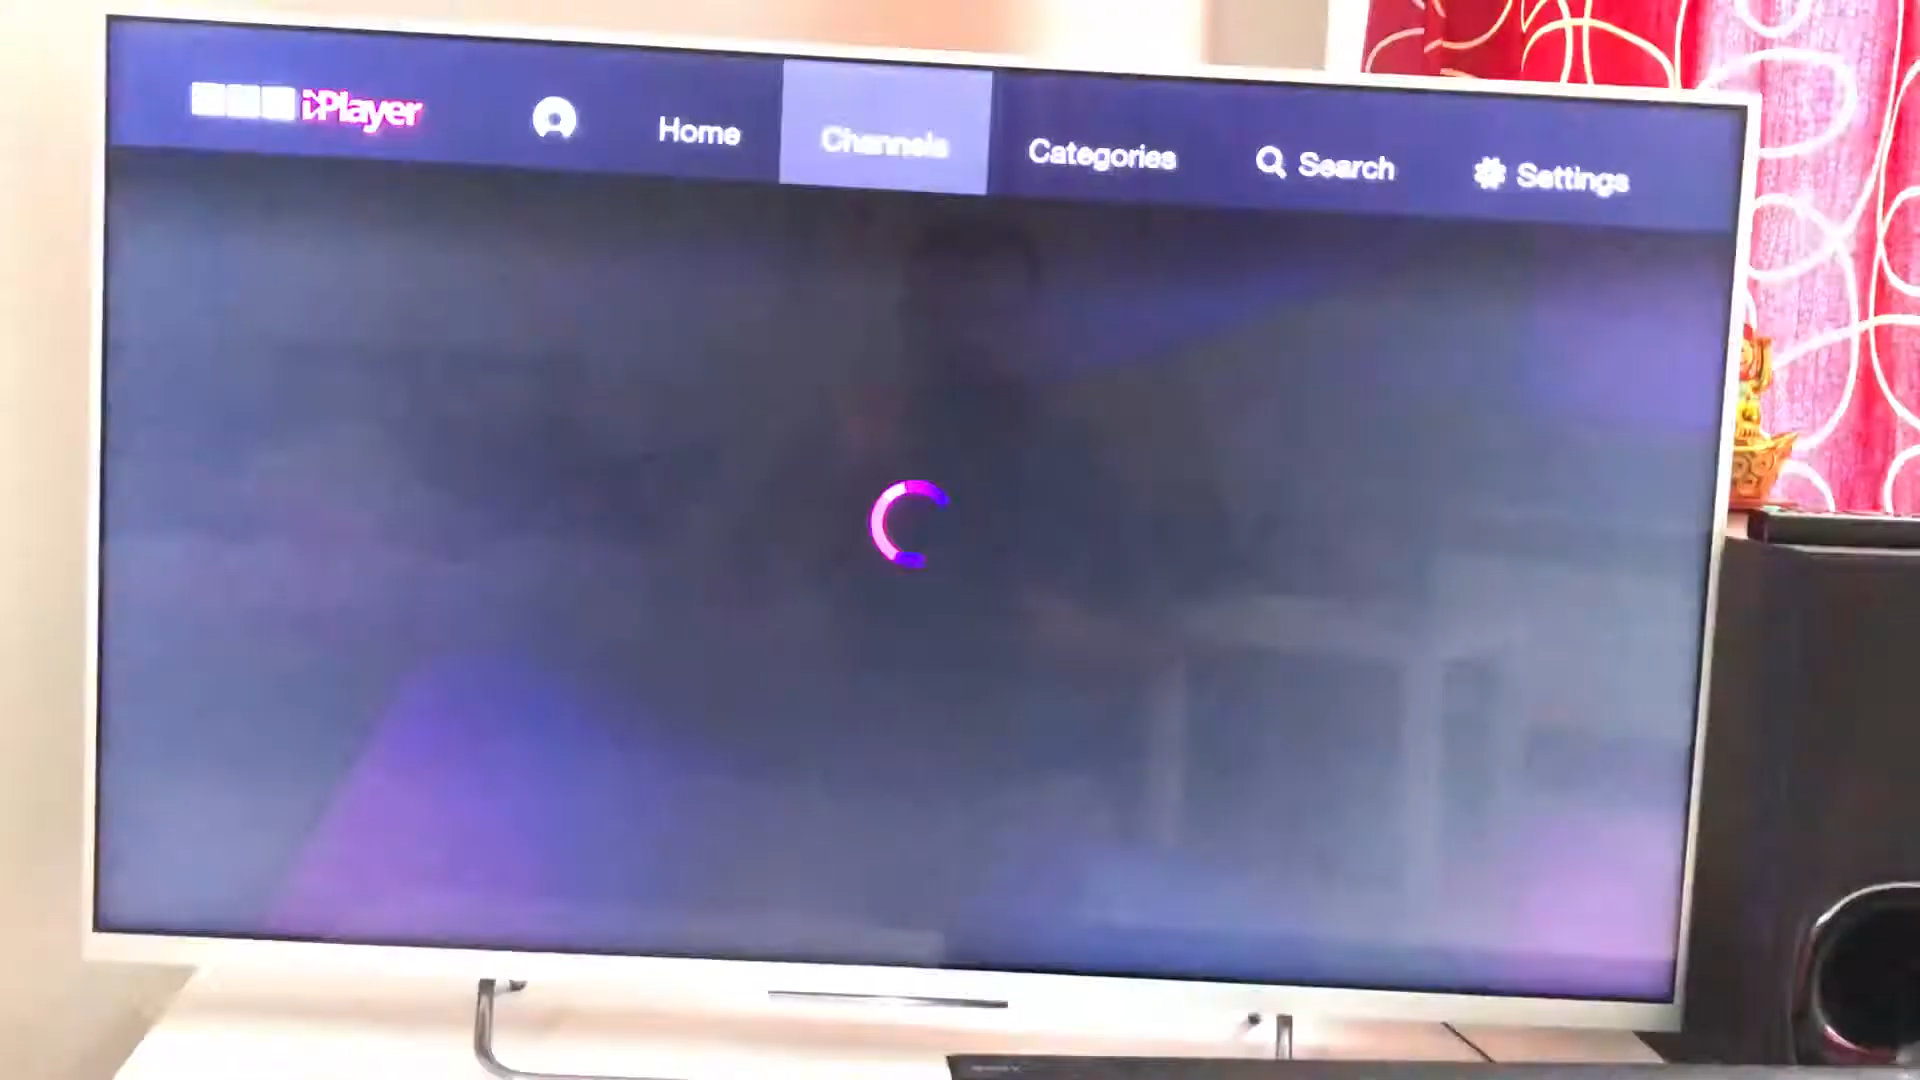 iPlayer
Home
Channels
Categories
Search
Settings